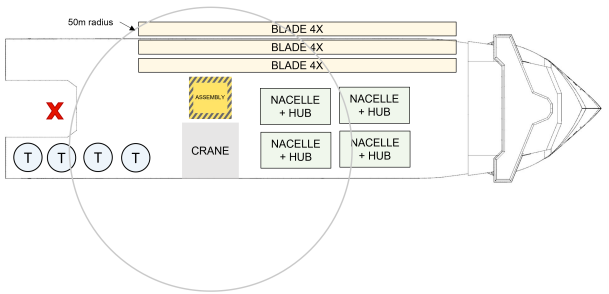 50m radius
BLADE 4X
BLADE 4X
BLADE 4X
ASSEMBLY
NACELLE
+ HUB
NACELLE
+ HUB
X
CRANE
NACELLE
+ HUB
NACELLE
+ HUB
T T T T